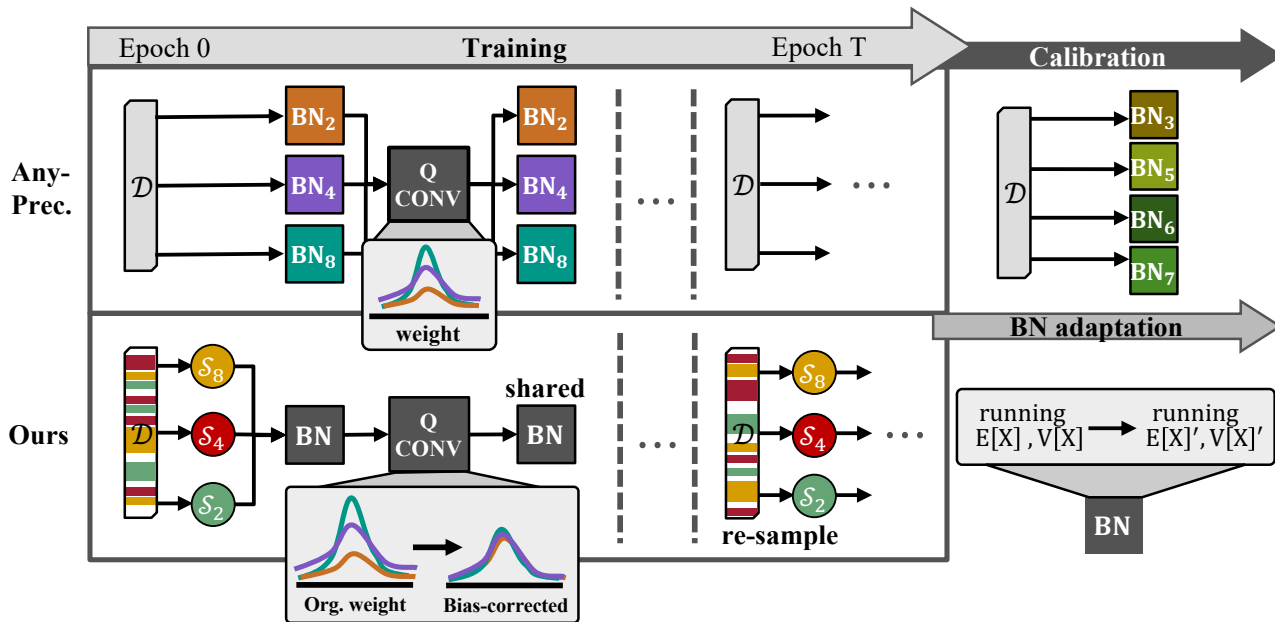 Epoch 0
Training
Epoch T
Calibration
Any-
Prec.
𝒟
BN₂
BN₄
BN₈
Q
CONV
BN₂
BN₄
BN₈
weight
...
𝒟
...
𝒟
BN₃
BN₅
BN₆
BN₇
BN adaptation
Ours
𝒟
𝒮₈
𝒮₄
𝒮₂
BN
Q
CONV
shared
BN
Org. weight
Bias-corrected
...
𝒟
𝒮₈
𝒮₄
𝒮₂
...
re-sample
running
E[X] , V[X]
running
E[X]′, V[X]′
BN